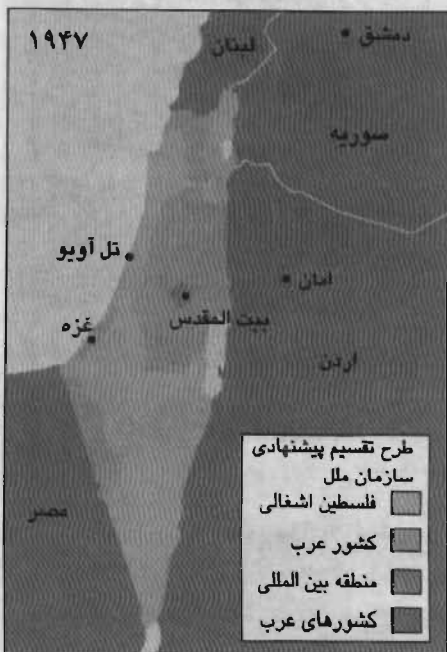 ۱۹۴۷
لبنان
دمشق
سوریه
تل آویو
امان
بیت المقدس
غزه
اردن
مصر
طرح تقسیم پیشنهادی
سازمان ملل
فلسطین اشغالی
کشور عرب
منطقه بین المللی
کشورهای عرب